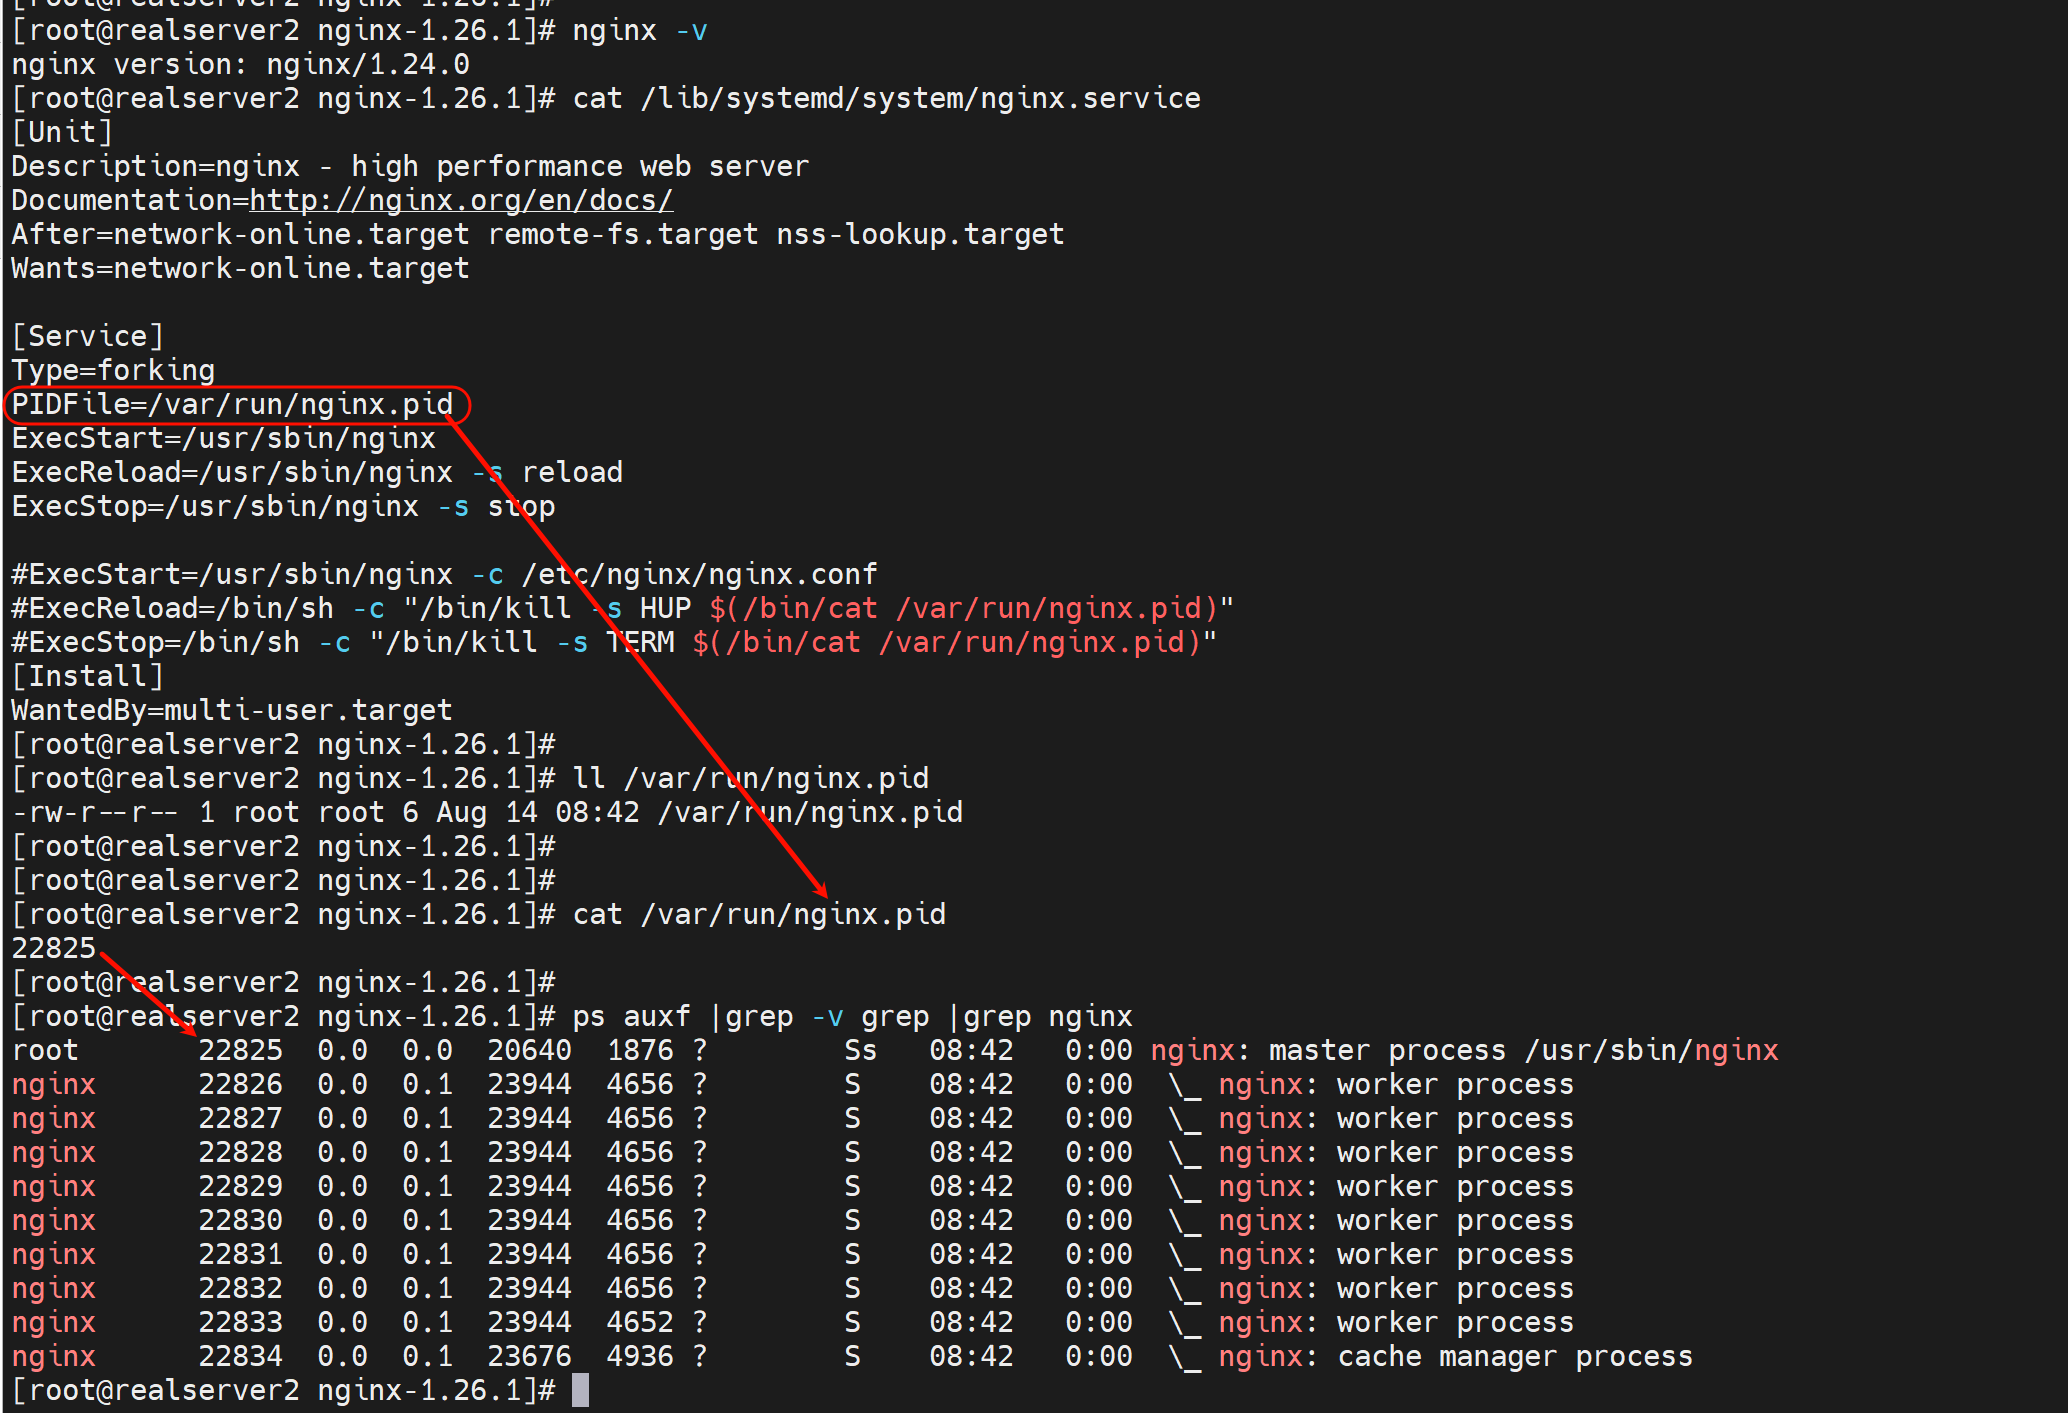 [root@realserver2 nginx-1.26.1]#
[root@realserver2 nginx-1.26.1]# nginx -v
nginx version: nginx/1.24.0
[root@realserver2 nginx-1.26.1]# cat /lib/systemd/system/nginx.service
[Unit]
Description=nginx - high performance web server
Documentation=http://nginx.org/en/docs/
After=network-online.target remote-fs.target nss-lookup.target
Wants=network-online.target

[Service]
Type=forking
PIDFile=/var/run/nginx.pid
ExecStart=/usr/sbin/nginx
ExecReload=/usr/sbin/nginx -s reload
ExecStop=/usr/sbin/nginx -s stop

#ExecStart=/usr/sbin/nginx -c /etc/nginx/nginx.conf
#ExecReload=/bin/sh -c "/bin/kill -s HUP $(/bin/cat /var/run/nginx.pid)"
#ExecStop=/bin/sh -c "/bin/kill -s TERM $(/bin/cat /var/run/nginx.pid)"
[Install]
WantedBy=multi-user.target
[root@realserver2 nginx-1.26.1]#
[root@realserver2 nginx-1.26.1]# ll /var/run/nginx.pid
-rw-r--r-- 1 root root 6 Aug 14 08:42 /var/run/nginx.pid
[root@realserver2 nginx-1.26.1]#
[root@realserver2 nginx-1.26.1]#
[root@realserver2 nginx-1.26.1]# cat /var/run/nginx.pid
22825
[root@realserver2 nginx-1.26.1]#
[root@realserver2 nginx-1.26.1]# ps auxf |grep -v grep |grep nginx
root       22825  0.0  0.0  20640  1876 ?        Ss   08:42   0:00 nginx: master process /usr/sbin/nginx
nginx      22826  0.0  0.1  23944  4656 ?        S    08:42   0:00  \_ nginx: worker process
nginx      22827  0.0  0.1  23944  4656 ?        S    08:42   0:00  \_ nginx: worker process
nginx      22828  0.0  0.1  23944  4656 ?        S    08:42   0:00  \_ nginx: worker process
nginx      22829  0.0  0.1  23944  4656 ?        S    08:42   0:00  \_ nginx: worker process
nginx      22830  0.0  0.1  23944  4656 ?        S    08:42   0:00  \_ nginx: worker process
nginx      22831  0.0  0.1  23944  4656 ?        S    08:42   0:00  \_ nginx: worker process
nginx      22832  0.0  0.1  23944  4656 ?        S    08:42   0:00  \_ nginx: worker process
nginx      22833  0.0  0.1  23944  4652 ?        S    08:42   0:00  \_ nginx: worker process
nginx      22834  0.0  0.1  23676  4936 ?        S    08:42   0:00  \_ nginx: cache manager process
[root@realserver2 nginx-1.26.1]#